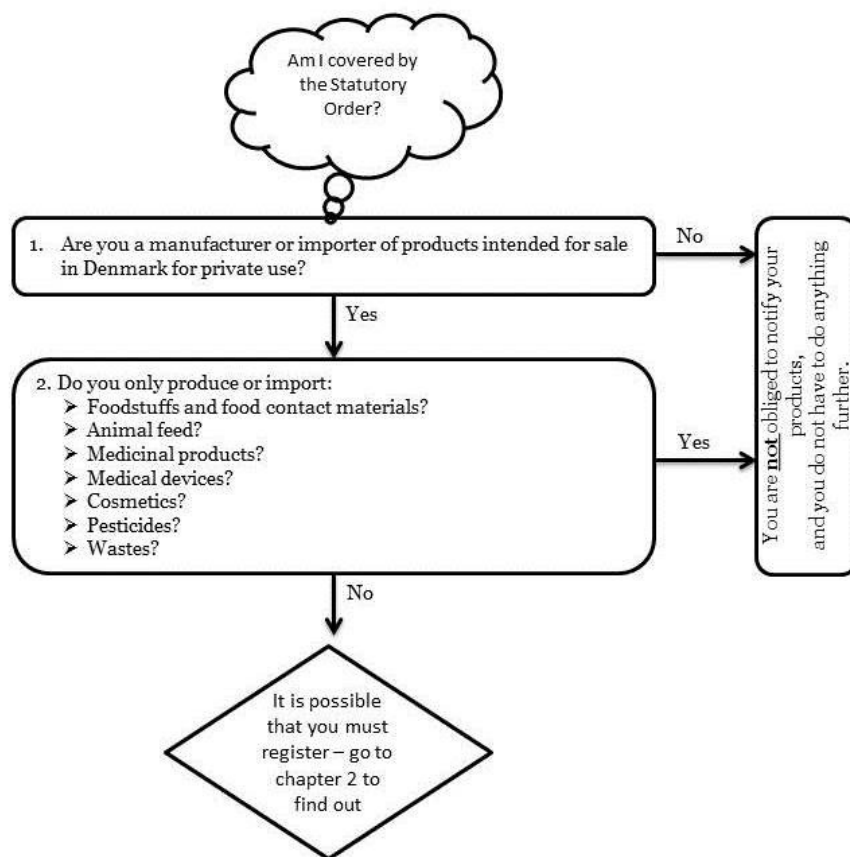 Am I covered by
the Statutory
Order?
1. Are you a manufacturer or importer of products intended for sale
in Denmark for private use?
No
Yes
2. Do you only produce or import:
➤ Foodstuffs and food contact materials?
➤ Animal feed?
➤ Medicinal products?
➤ Medical devices?
➤ Cosmetics?
➤ Pesticides?
➤ Wastes?
Yes
You are not obliged to notify your
products,
and you do not have to do anything
further.
No
It is possible
that you must
register – go to
chapter 2 to
find out